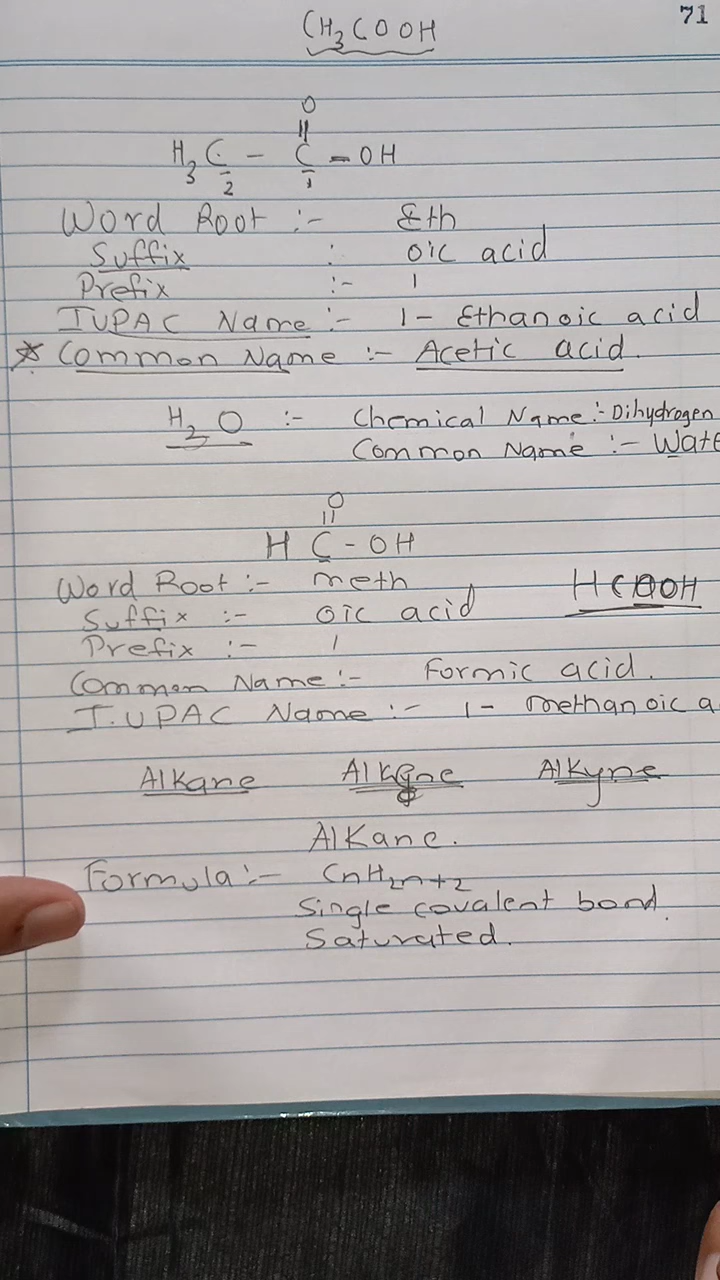 71
CH3COOH
O
||
H3C - C - OH
2 1
Word Root :- Eth
Suffix : oic acid
Prefix :- 1
IUPAC Name :- 1- Ethanoic acid
* Common Name :- Acetic acid.
H2O :- Chemical Name :- Dihydrogen
Common Name :- Wate
O
||
H C - OH
Word Root :- meth HCOOH
Suffix :- oic acid
Prefix :- 1
Common Name :- Formic acid.
I.UPAC Name :- 1- methanoic a
Alkane Alkene Alkyne
Alkane.
Formula :- CnH2n+2
Single covalent bond.
Saturated.